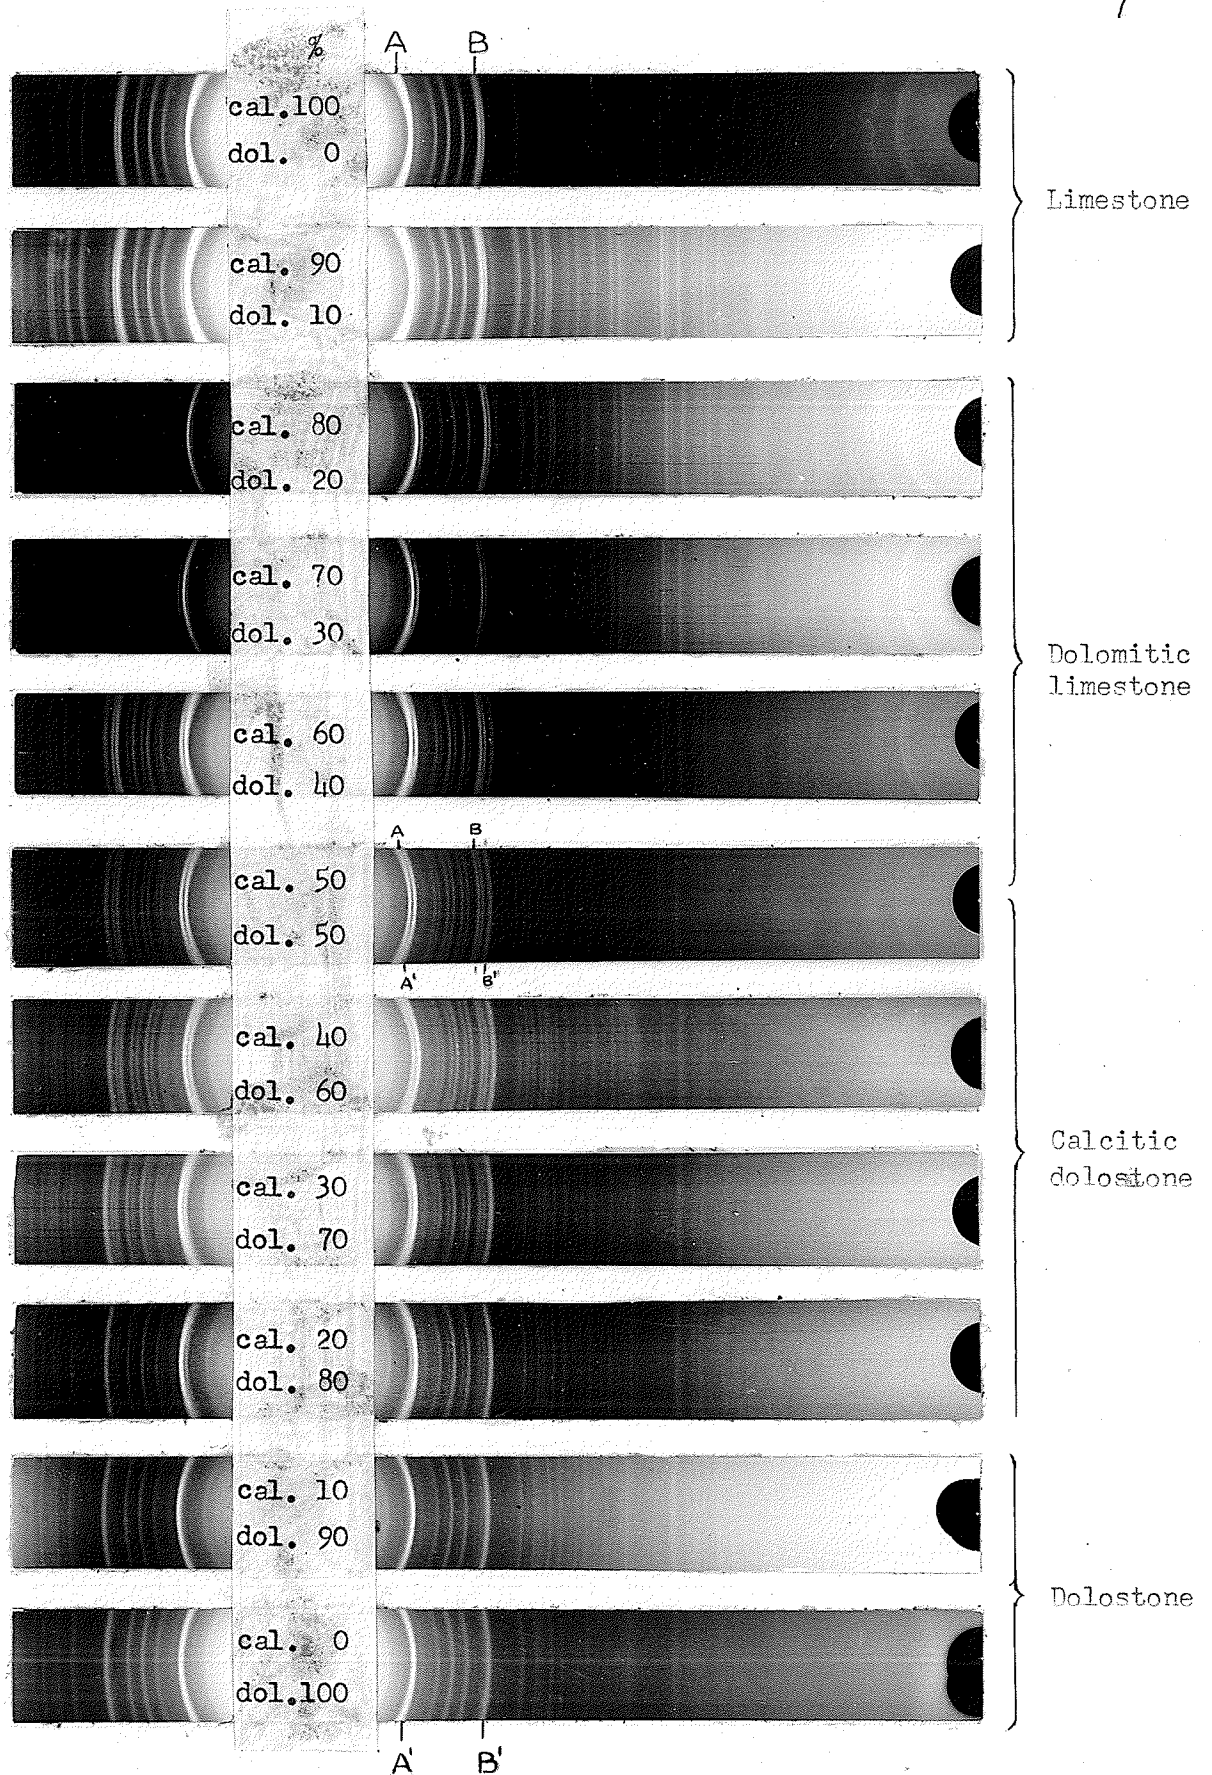 7
%
A B
cal.100
dol. 0
Limestone
cal. 90
dol. 10
cal. 80
dol. 20
cal. 70
dol. 30
Dolomitic
limestone
cal. 60
dol. 40
A B
cal. 50
dol. 50
A' B'
cal. 40
dol. 60
Calcitic
dolostone
cal. 30
dol. 70
cal. 20
dol. 80
cal. 10
dol. 90
Dolostone
cal. 0
dol.100
A' B'